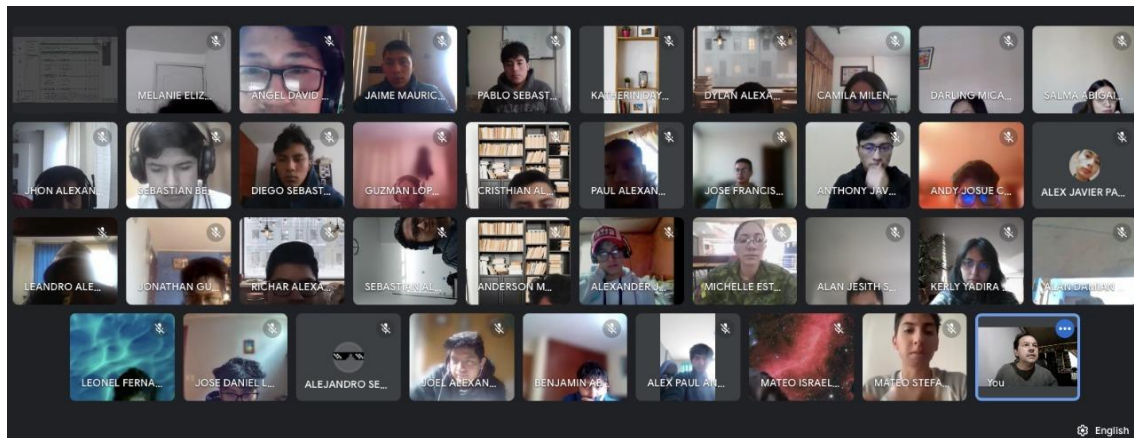 MELANIE ELIZ... ANGEL DAVID ... JAIME MAURIC... PABLO SEBAST... KATHERIN DAY... DYLAN ALEXA... CAMILA MILEN... DARLING MICA... SALMA ABIGAI...
JHON ALEXAN... SEBASTIAN BE... DIEGO SEBAST... GUZMAN LOP... CRISTHIAN AL... PAUL ALEXAN... JOSE FRANCIS... ANTHONY JAV... ANDY JOSUE C... ALEX JAVIER PA...
LEANDRO ALE... JONATHAN GU... RICHAR ALEXA... SEBASTIAN AL... ANDERSON M... ALEXANDER J... MICHELLE EST... ALAN JESITH S... KERLY YADIRA ... ALAN DAMIAN ...
LEONEL FERNA... JOSE DANIEL L... ALEJANDRO SE... JOEL ALEXAN... BENJAMIN AB... ALEX PAUL AN... MATEO ISRAEL... MATEO STEFA... You
English